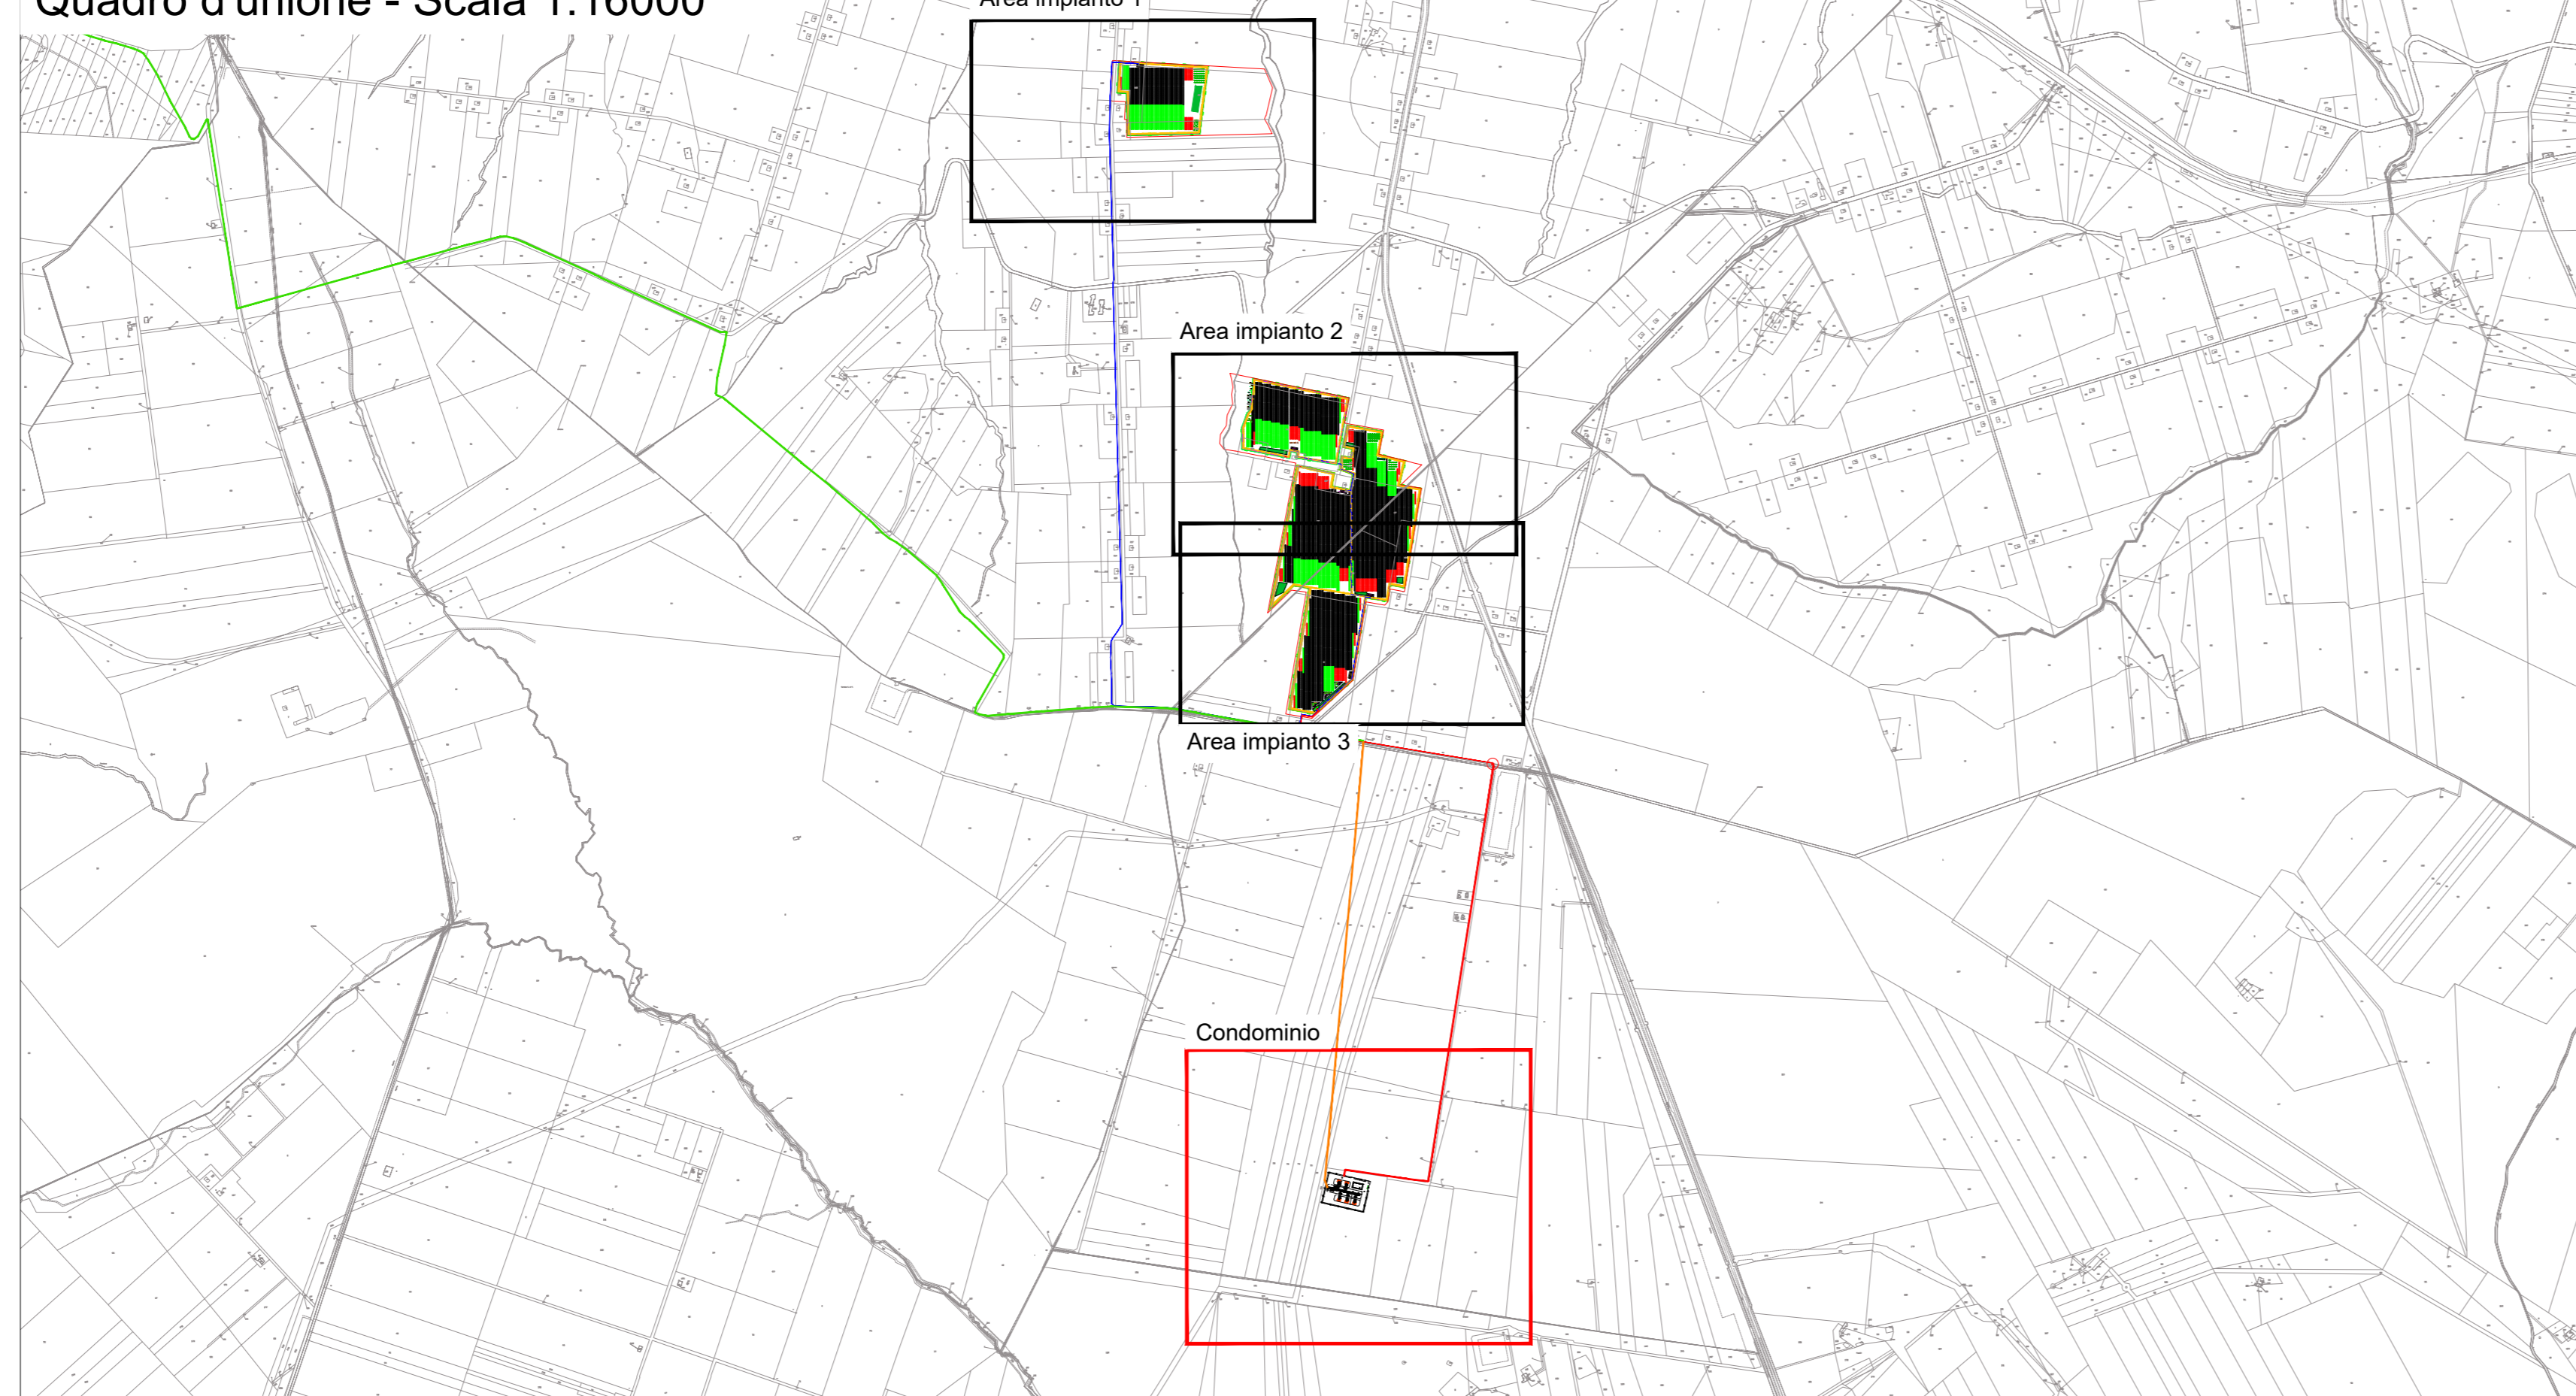 Quadro d'unione - Scala 1:16000
Area impianto 1
Area impianto 2
Area impianto 3
Condominio